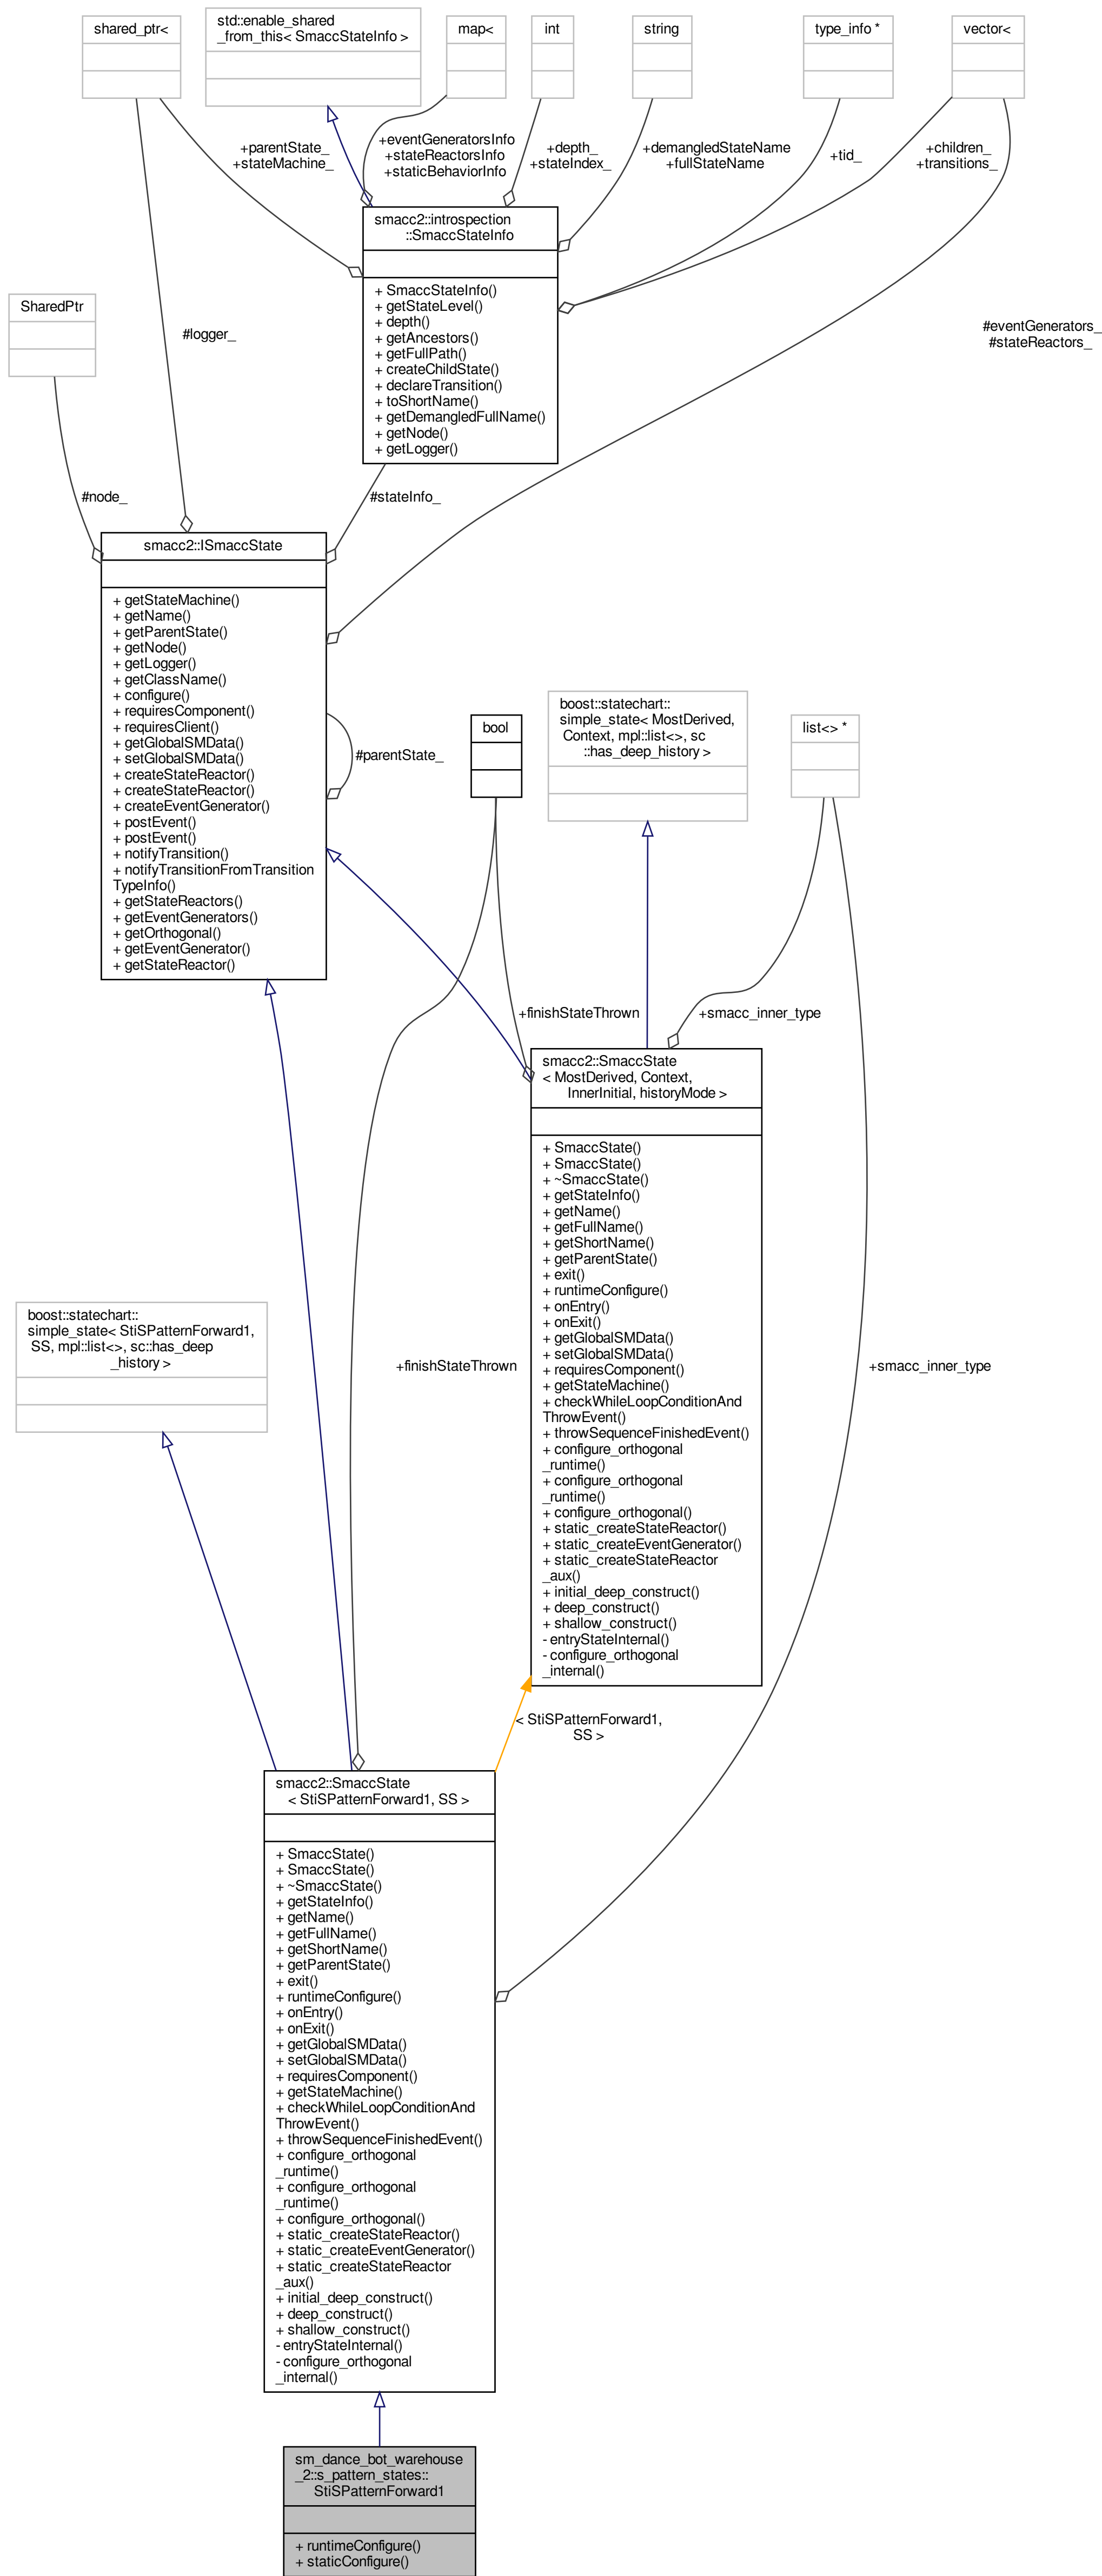 shared_ptr<
std::enable_shared
_from_this< SmaccStateInfo >
map<
int
string
type_info *
vector<
+parentState_
+stateMachine_
+eventGeneratorsInfo
+stateReactorsInfo
+staticBehaviorInfo
+depth_
+stateIndex_
+demangledStateName
+fullStateName
+tid_
+children_
+transitions_
smacc2::introspection
::SmaccStateInfo
+ SmaccStateInfo()
+ getStateLevel()
+ depth()
+ getAncestors()
+ getFullPath()
+ createChildState()
+ declareTransition()
+ toShortName()
+ getDemangledFullName()
+ getNode()
+ getLogger()
SharedPtr
#logger_
#eventGenerators_
#stateReactors_
#node_
#stateInfo_
smacc2::ISmaccState
+ getStateMachine()
+ getName()
+ getParentState()
+ getNode()
+ getLogger()
+ getClassName()
+ configure()
+ requiresComponent()
+ requiresClient()
+ getGlobalSMData()
+ setGlobalSMData()
+ createStateReactor()
+ createStateReactor()
+ createEventGenerator()
+ postEvent()
+ postEvent()
+ notifyTransition()
+ notifyTransitionFromTransition
TypeInfo()
+ getStateReactors()
+ getEventGenerators()
+ getOrthogonal()
+ getEventGenerator()
+ getStateReactor()
#parentState_
bool
boost::statechart::
simple_state< MostDerived,
Context, mpl::list<>, sc
::has_deep_history >
list<> *
+finishStateThrown
+smacc_inner_type
smacc2::SmaccState
< MostDerived, Context,
InnerInitial, historyMode >
+ SmaccState()
+ SmaccState()
+ ~SmaccState()
+ getStateInfo()
+ getName()
+ getFullName()
+ getShortName()
+ getParentState()
+ exit()
+ runtimeConfigure()
+ onEntry()
+ onExit()
+ getGlobalSMData()
+ setGlobalSMData()
+ requiresComponent()
+ getStateMachine()
+ checkWhileLoopConditionAnd
ThrowEvent()
+ throwSequenceFinishedEvent()
+ configure_orthogonal
_runtime()
+ configure_orthogonal
_runtime()
+ configure_orthogonal()
+ static_createStateReactor()
+ static_createEventGenerator()
+ static_createStateReactor
_aux()
+ initial_deep_construct()
+ deep_construct()
+ shallow_construct()
- entryStateInternal()
- configure_orthogonal
_internal()
boost::statechart::
simple_state< StiSPatternForward1,
SS, mpl::list<>, sc::has_deep
_history >
+finishStateThrown
+smacc_inner_type
< StiSPatternForward1,
SS >
smacc2::SmaccState
< StiSPatternForward1, SS >
+ SmaccState()
+ SmaccState()
+ ~SmaccState()
+ getStateInfo()
+ getName()
+ getFullName()
+ getShortName()
+ getParentState()
+ exit()
+ runtimeConfigure()
+ onEntry()
+ onExit()
+ getGlobalSMData()
+ setGlobalSMData()
+ requiresComponent()
+ getStateMachine()
+ checkWhileLoopConditionAnd
ThrowEvent()
+ throwSequenceFinishedEvent()
+ configure_orthogonal
_runtime()
+ configure_orthogonal
_runtime()
+ configure_orthogonal()
+ static_createStateReactor()
+ static_createEventGenerator()
+ static_createStateReactor
_aux()
+ initial_deep_construct()
+ deep_construct()
+ shallow_construct()
- entryStateInternal()
- configure_orthogonal
_internal()
sm_dance_bot_warehouse
_2::s_pattern_states::
StiSPatternForward1
+ runtimeConfigure()
+ staticConfigure()